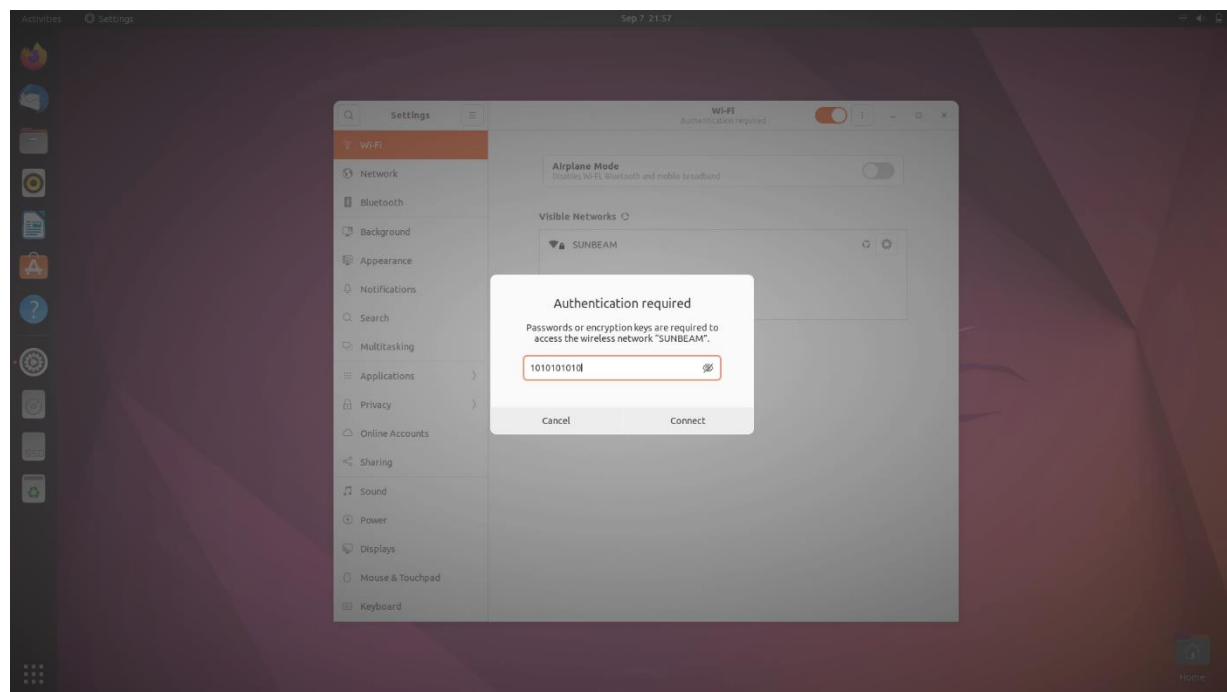 Activities
Settings
Sep 7 21:57
Settings
Wi-Fi
Authentication required
Wi-Fi
Network
Bluetooth
Background
Appearance
Notifications
Search
Multitasking
Applications
Privacy
Online Accounts
Sharing
Sound
Power
Displays
Mouse & Touchpad
Keyboard
Airplane Mode
Disables Wi-Fi, Bluetooth and mobile broadband
Visible Networks
SUNBEAM
Authentication required
Passwords or encryption keys are required to
access the wireless network "SUNBEAM".
1010101010
Cancel
Connect
Home